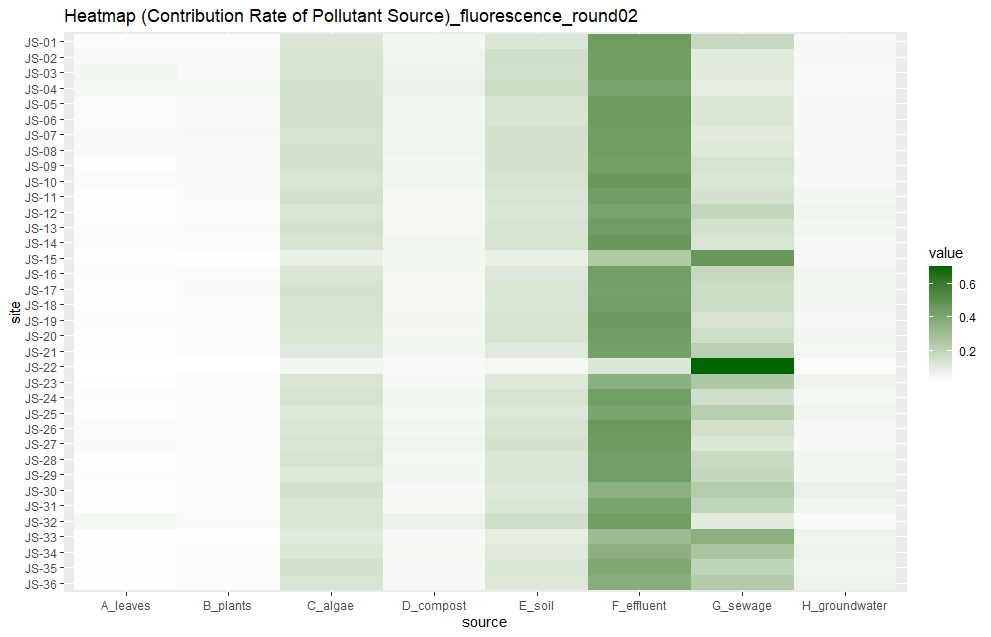 Heatmap (Contribution Rate of Pollutant Source)_fluorescence_round02
JS-01
JS-02
JS-03
JS-04
JS-05
JS-06
JS-07
JS-08
JS-09
JS-10
JS-11
JS-12
JS-13
JS-14
JS-15
JS-16
JS-17
JS-18
JS-19
JS-20
JS-21
JS-22
JS-23
JS-24
JS-25
JS-26
JS-27
JS-28
JS-29
JS-30
JS-31
JS-32
JS-33
JS-34
JS-35
JS-36
site
A_leaves B_plants C_algae D_compost E_soil F_effluent G_sewage H_groundwater
source
value
0.6
0.4
0.2